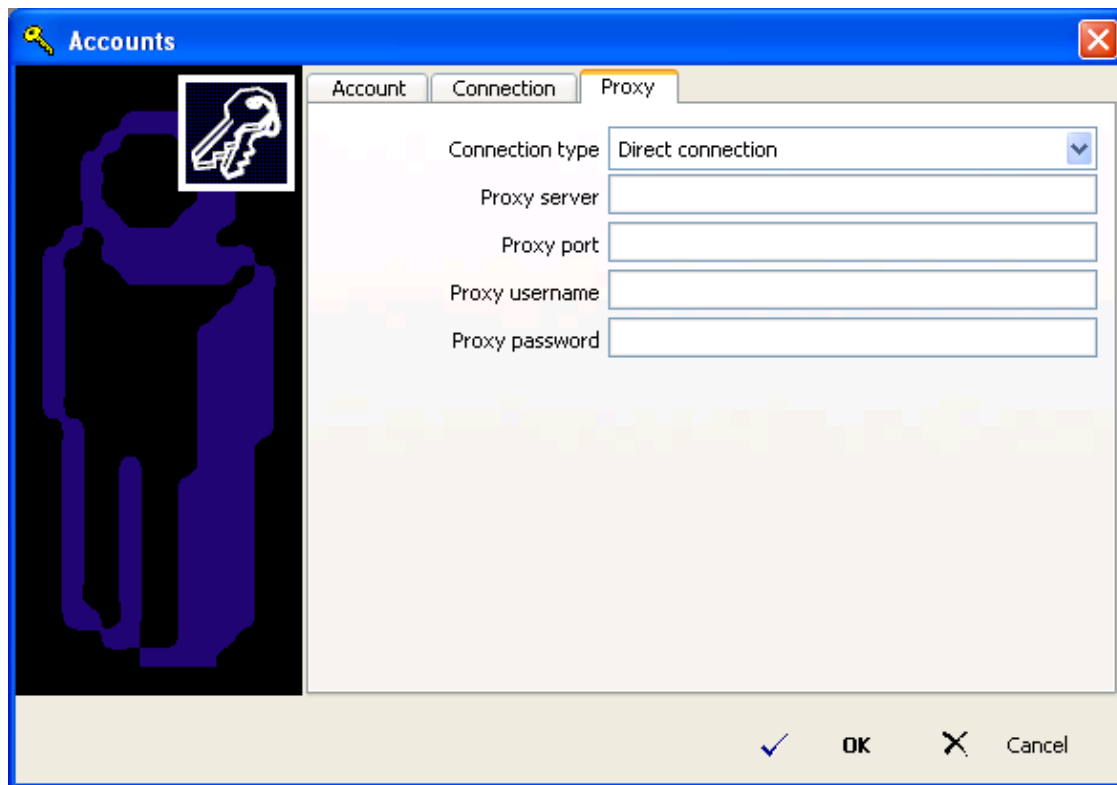 Accounts
Account Connection Proxy
Connection type Direct connection
Proxy server
Proxy port
Proxy username
Proxy password
OK Cancel